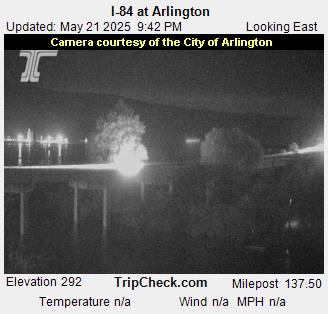 I-84 at Arlington
Updated: May 21 2025 9:42 PM Looking East
Camera courtesy of the City of Arlington
Elevation 292 TripCheck.com Milepost 137.50
Temperature n/a Wind n/a MPH n/a